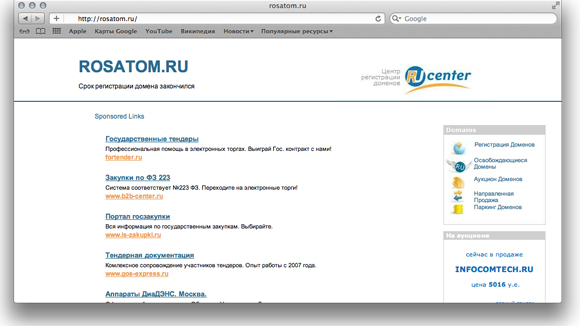 rosatom.ru
http://rosatom.ru/
Google
Apple Карты Google YouTube Википедия Новости Популярные ресурсы
ROSATOM.RU
Срок регистрации домена закончился
Центр
регистрации
доменов
RU center
Sponsored Links
Государственные тендеры
Профессиональная помощь в электронных торгах. Выиграй Гос. контракт с нами!
fortender.ru
Закупки по ФЗ 223
Система соответствует №223 ФЗ. Переходите на электронные торги!
www.b2b-center.ru
Портал госзакупки
Вся информация по государственным закупкам. Выбирайте.
www.is-zakupki.ru
Тендерная документация
Комлексное сопровождение участников тендеров. Опыт работы с 2007 года.
www.gos-express.ru
Аппараты ДиаДЭНС. Москва.
Domains
Регистрация Доменов
Освобождающиеся
Домены
Аукцион Доменов
Направленная
Продажа
Паркинг Доменов
На аукционе
сейчас в продаже
INFOCOMTECH.RU
цена 5016 у.е.